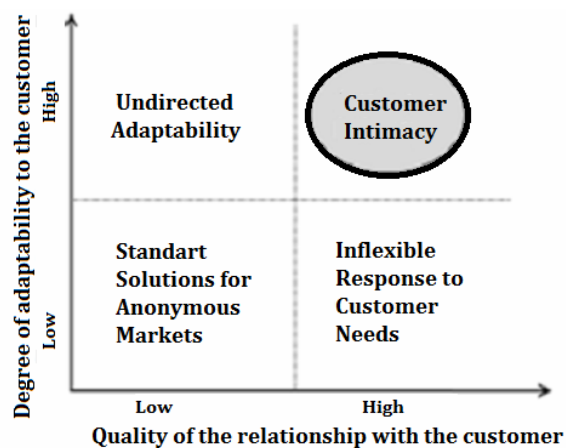 Degree of adaptability to the customer
High
Low
Undirected
Adaptability
Customer
Intimacy
Standart
Solutions for
Anonymous
Markets
Inflexible
Response to
Customer
Needs
Low
High
Quality of the relationship with the customer